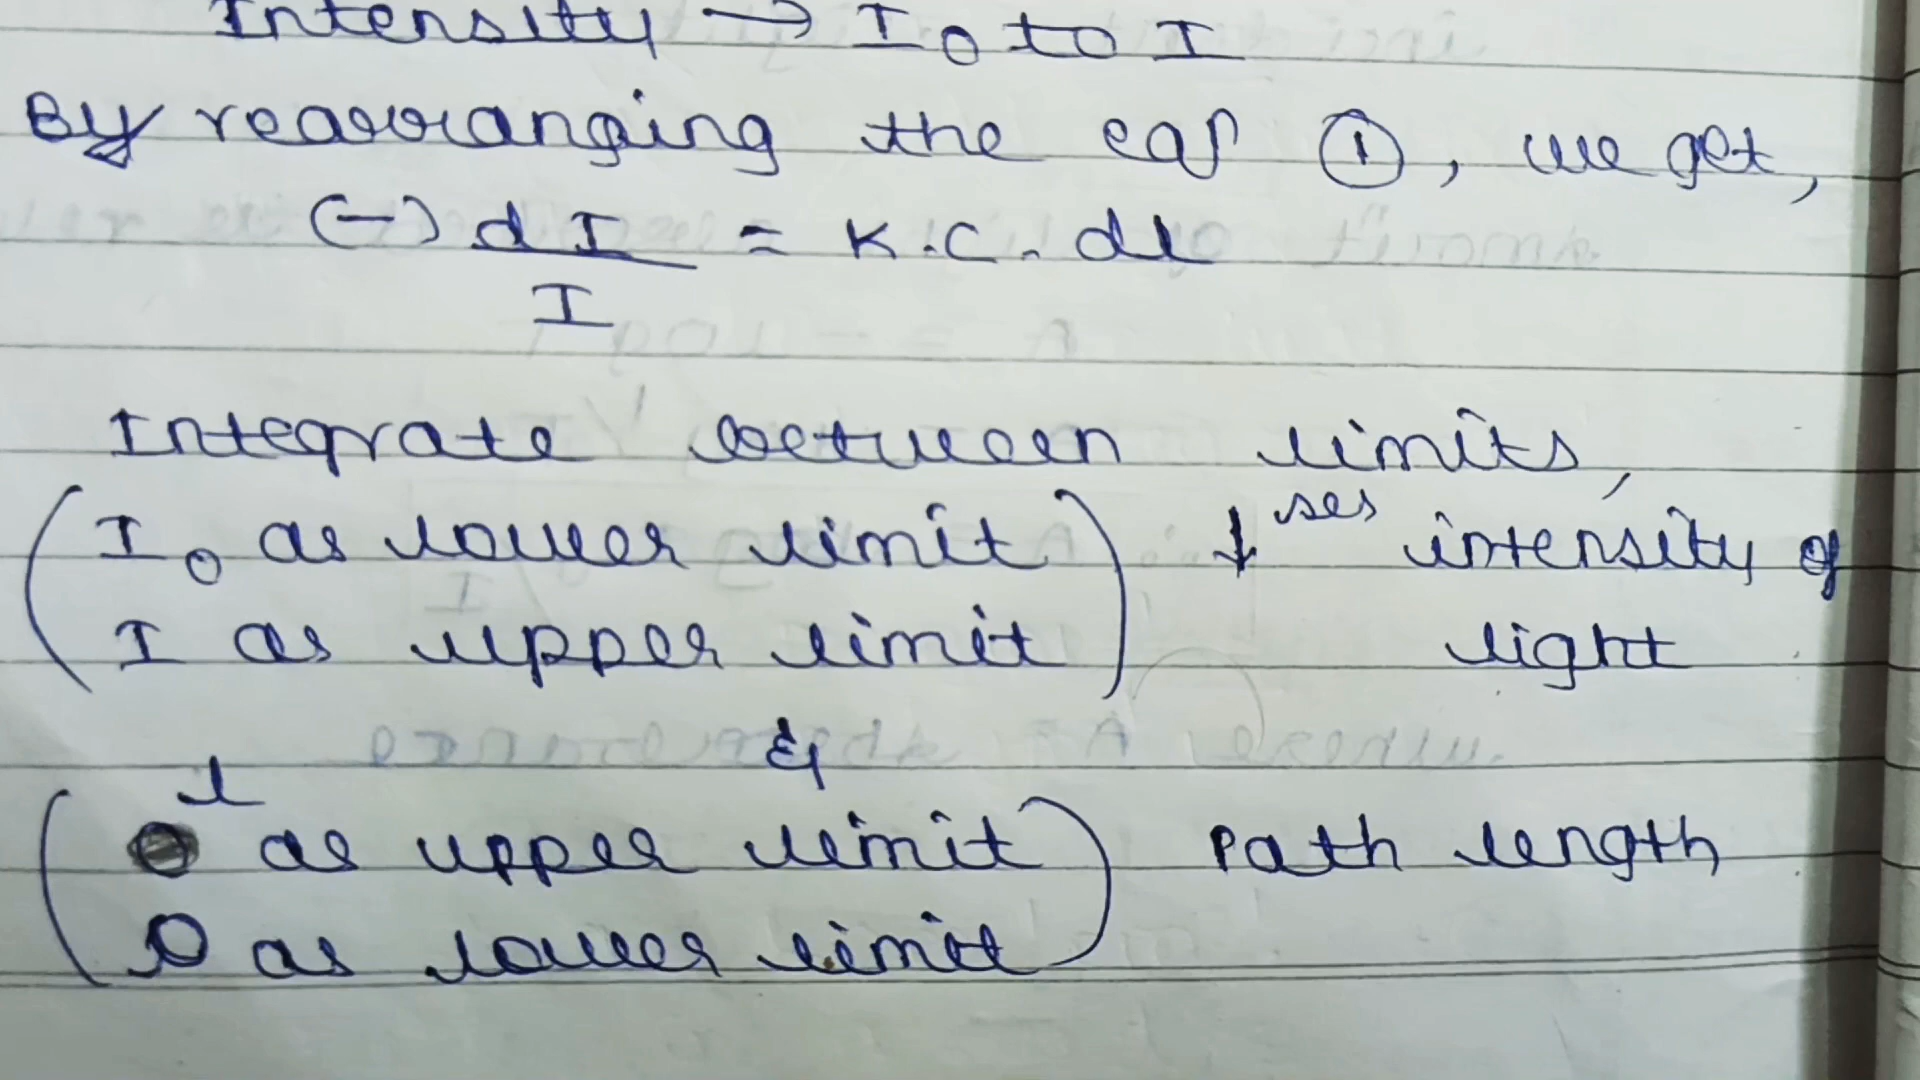 Intensity → I₀ to I
By rearranging the eqⁿ ①, we get,
(-) dI = K.C. dl
I
Integrate between limits,
I₀ as lower limit ↓ses intensity of
I as upper limit light
&
l
as upper limit Path length
0 as lower limit